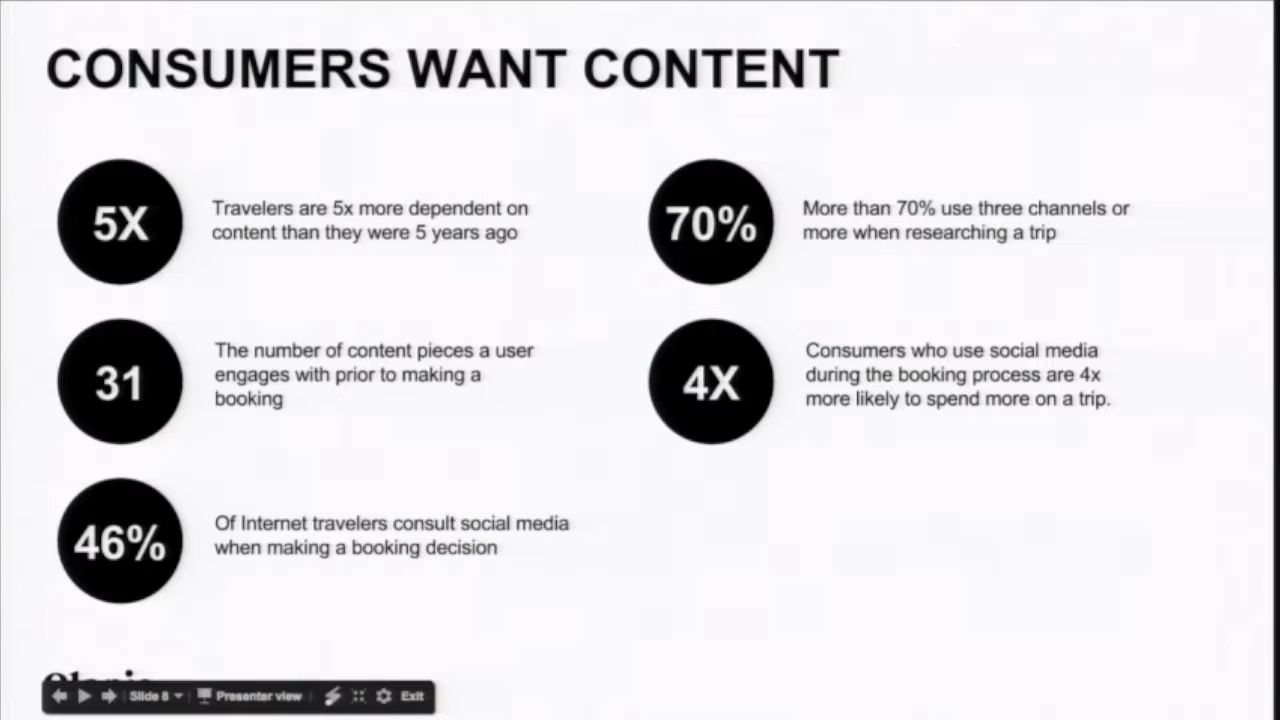 CONSUMERS WANT CONTENT
5X
Travelers are 5x more dependent on
content than they were 5 years ago
31
The number of content pieces a user
engages with prior to making a
booking
46%
Of Internet travelers consult social media
when making a booking decision
70%
More than 70% use three channels or
more when researching a trip
4X
Consumers who use social media
during the booking process are 4x
more likely to spend more on a trip.
Slide 8
Presenter view
Exit